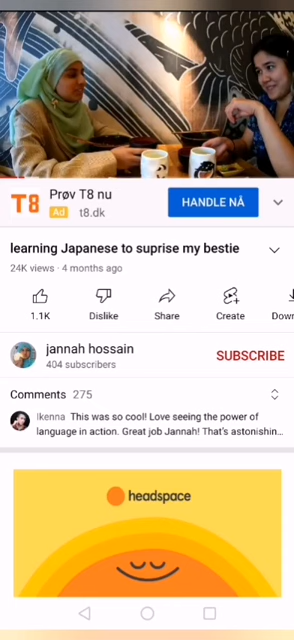 T8
Prøv T8 nu
Ad t8.dk
HANDLE NÅ
learning Japanese to suprise my bestie
24K views · 4 months ago
1.1K
Dislike
Share
Create
Down
jannah hossain
404 subscribers
SUBSCRIBE
Comments 275
Ikenna This was so cool! Love seeing the power of
language in action. Great job Jannah! That's astonishin...
headspace